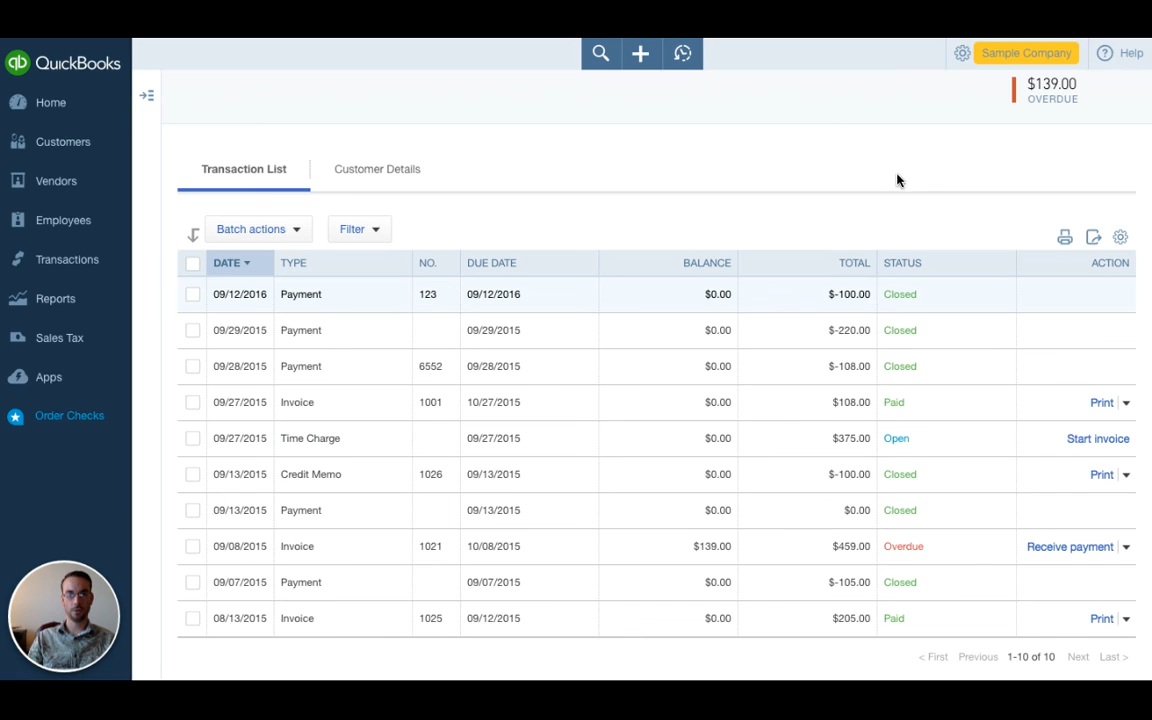 qb QuickBooks
Sample Company
Help
Home
Customers
Vendors
Employees
Transactions
Reports
Sales Tax
Apps
Order Checks
$139.00
OVERDUE
Transaction List Customer Details
Batch actions Filter
DATE TYPE NO. DUE DATE BALANCE TOTAL STATUS ACTION
09/12/2016 Payment 123 09/12/2016 $0.00 $-100.00 Closed
09/29/2015 Payment 09/29/2015 $0.00 $-220.00 Closed
09/28/2015 Payment 6552 09/28/2015 $0.00 $-108.00 Closed
09/27/2015 Invoice 1001 10/27/2015 $0.00 $108.00 Paid Print
09/27/2015 Time Charge 09/27/2015 $0.00 $375.00 Open Start invoice
09/13/2015 Credit Memo 1026 09/13/2015 $0.00 $-100.00 Closed Print
09/13/2015 Payment 09/13/2015 $0.00 $0.00 Closed
09/08/2015 Invoice 1021 10/08/2015 $139.00 $459.00 Overdue Receive payment
09/07/2015 Payment 09/07/2015 $0.00 $-105.00 Closed
08/13/2015 Invoice 1025 09/12/2015 $0.00 $205.00 Paid Print
< First Previous 1-10 of 10 Next Last >